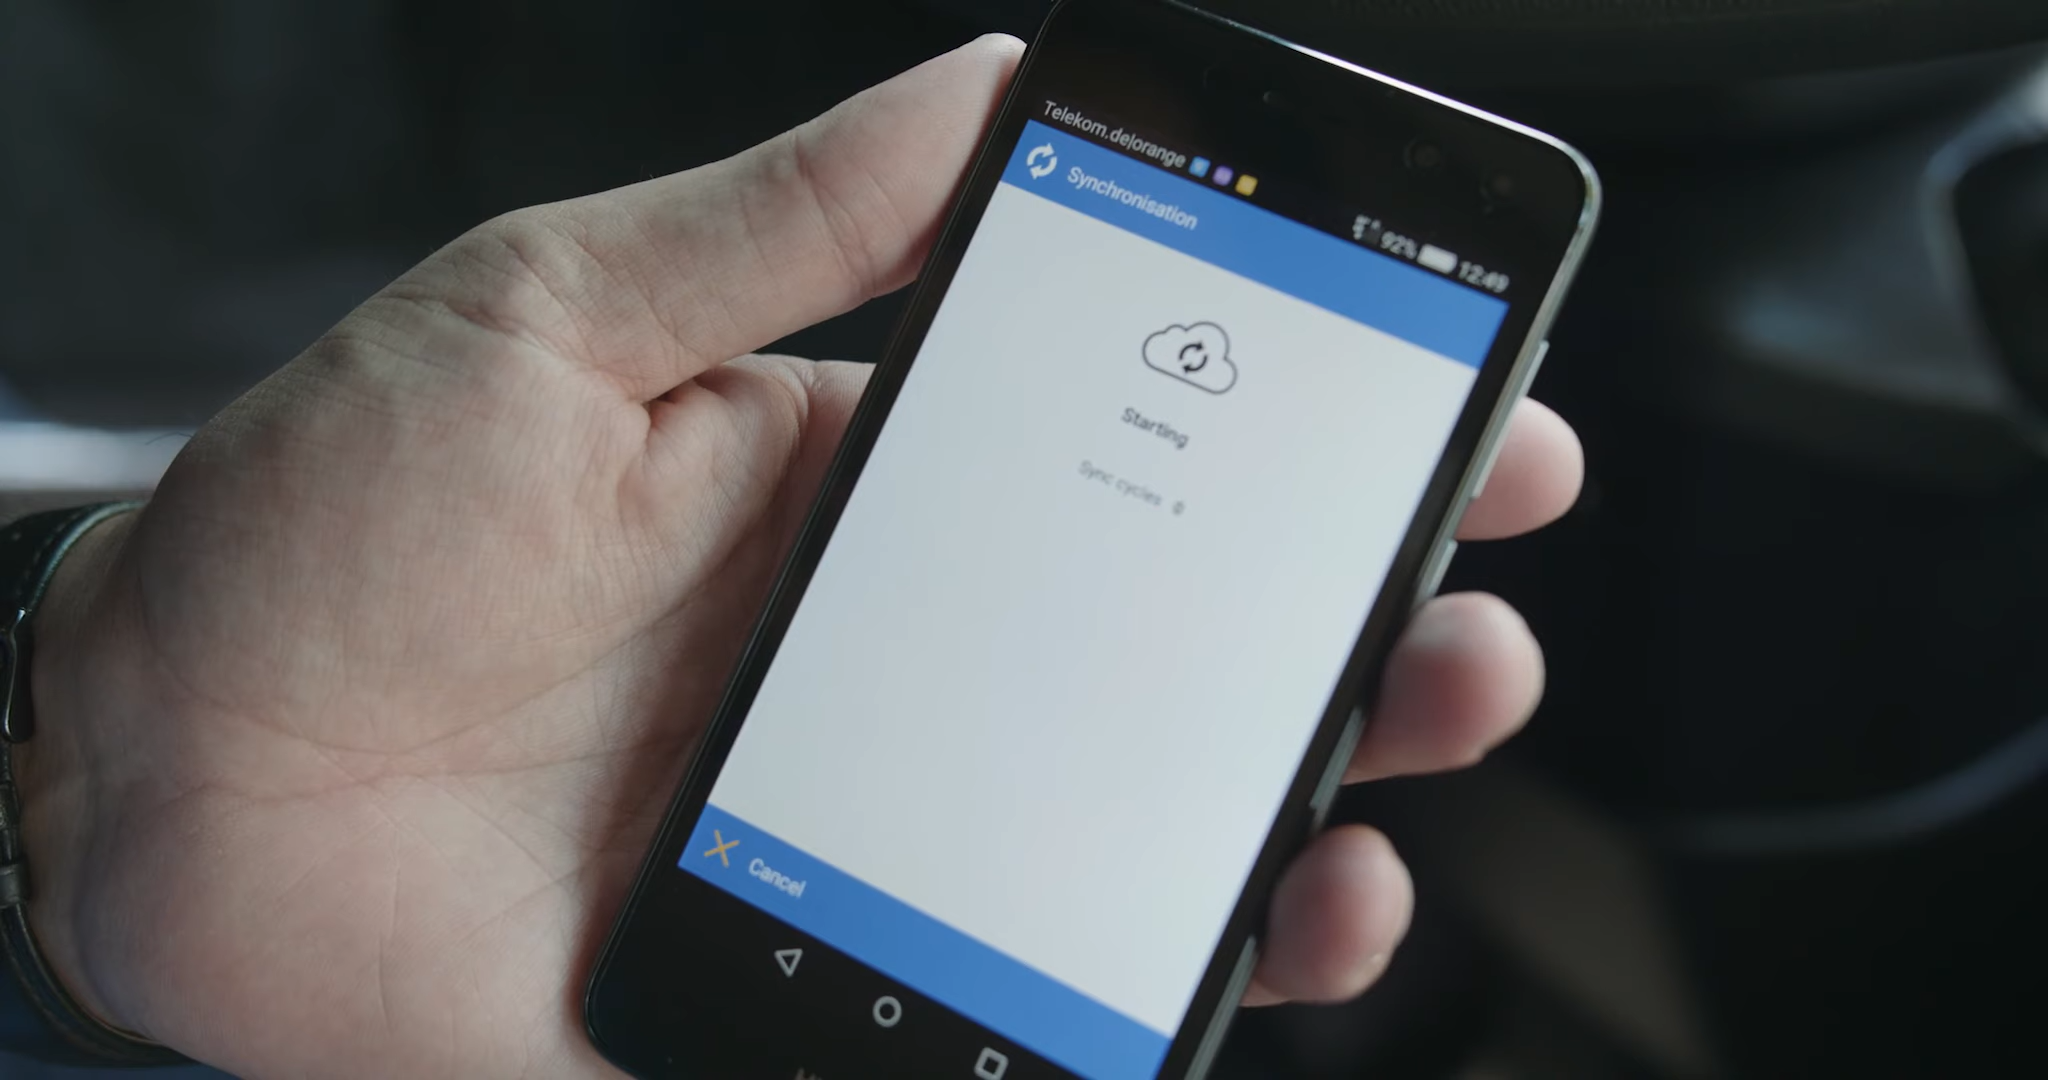 Telekom.de|orange
92% 12:49
Synchronisation
Starting
Sync cycles 0
Cancel